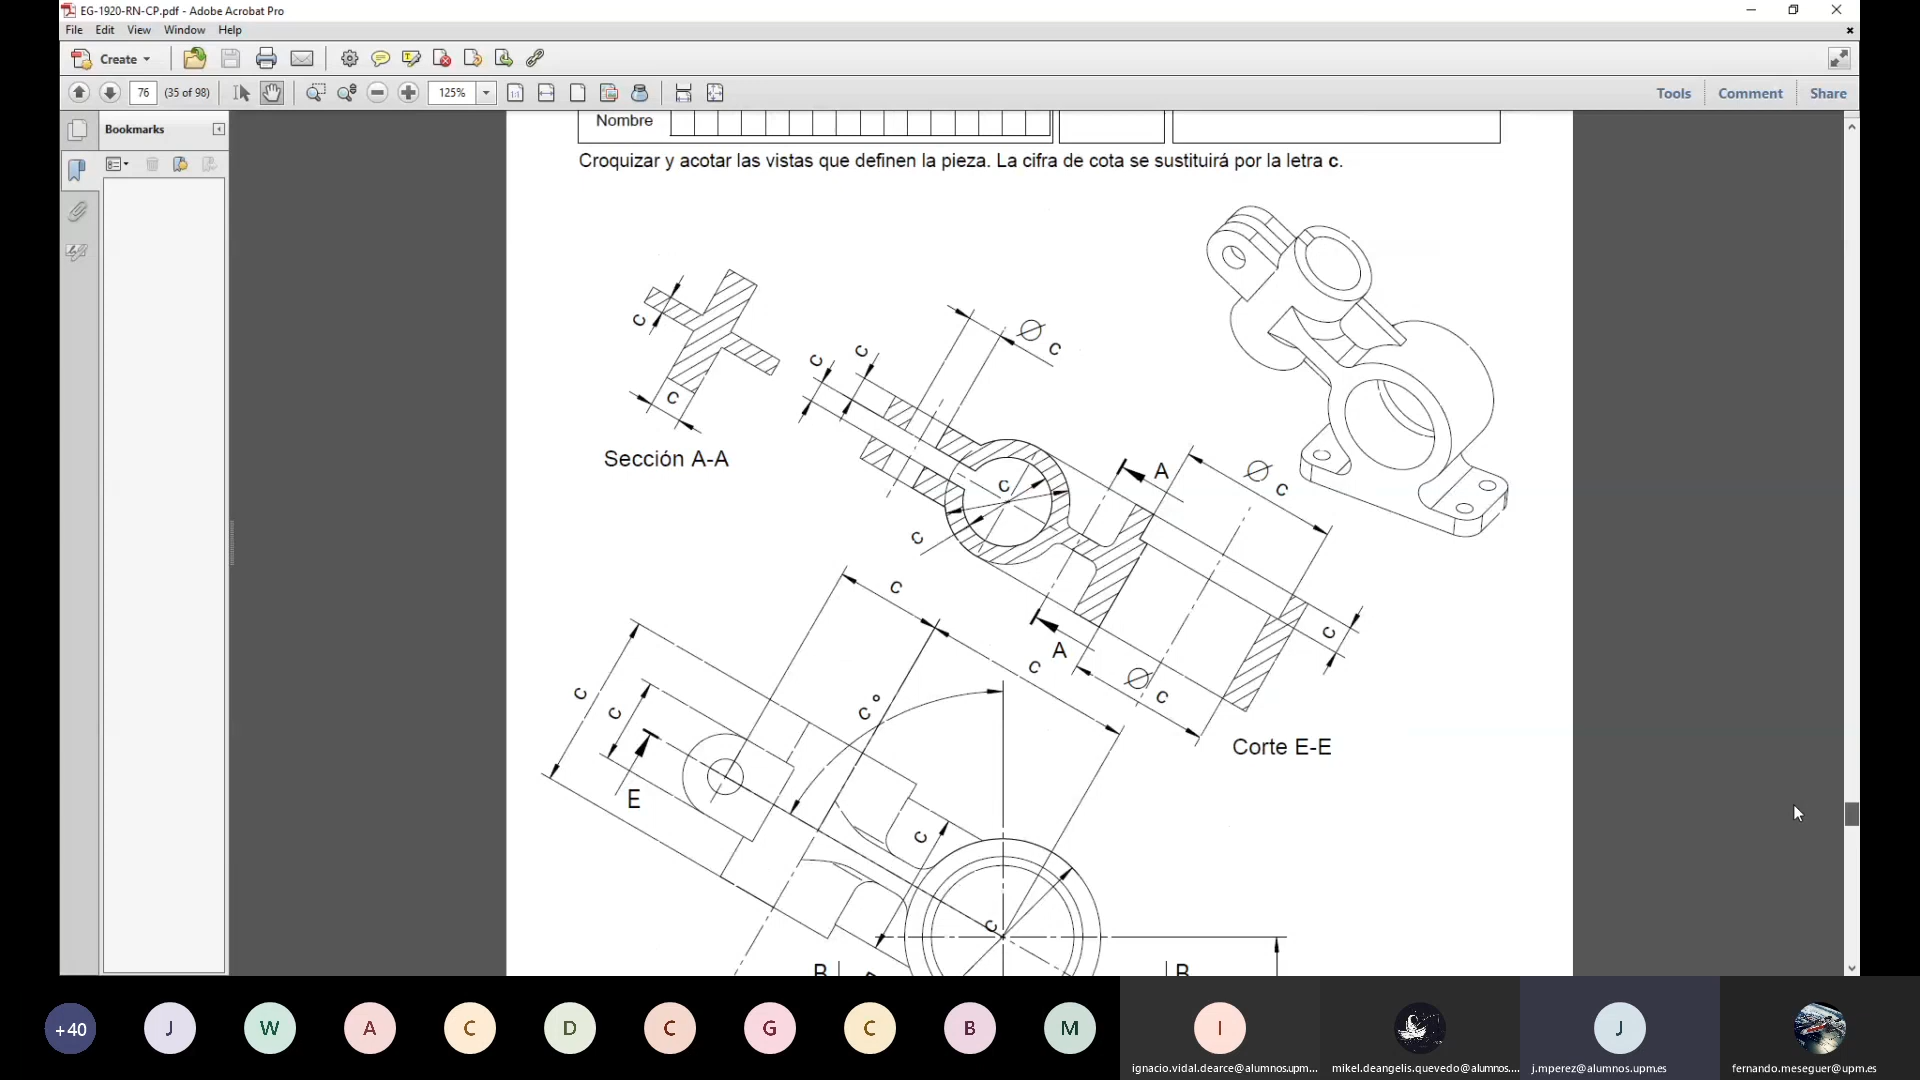 EG-1920-RN-CP.pdf - Adobe Acrobat Pro
File Edit View Window Help
Create
76 (35 of 98) 125% Tools Comment Share
Bookmarks
Nombre
Croquizar y acotar las vistas que definen la pieza. La cifra de cota se sustituirá por la letra c.
c
c
Sección A-A
c
c
Ø c
c
c
A
A
Ø c
c
Ø c
Corte E-E
c
c
c
c
c°
E
c
c
B
B
+40 J W A C D C G C B M I J
ignacio.vidal.dearce@alumnos.upm... mikel.deangelis.quevedo@alumnos.... j.mperez@alumnos.upm.es fernando.meseguer@upm.es